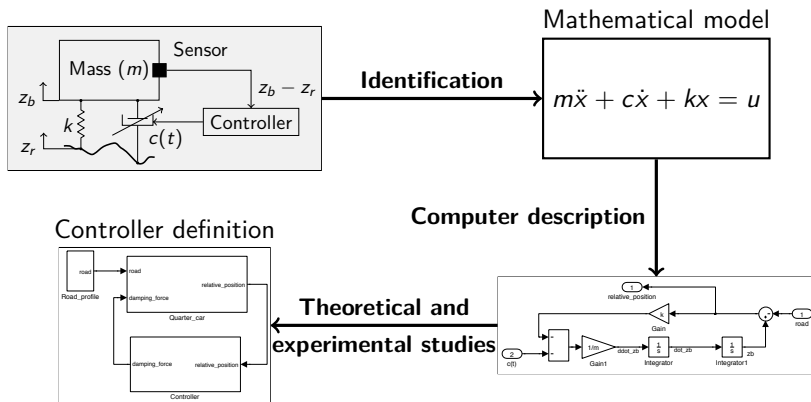 Mass (m)
Sensor
z_b
z_b − z_r
k
c(t)
Controller
z_r
Identification
Mathematical model
mẍ + cẋ + kx = u
Computer description
1
relative_position
k
Gain
+
-
1
road
-
-
2
c(t)
1/m
Gain1
ddot_zb
1
s
Integrator
dot_zb
1
s
Integrator1
zb
Theoretical and
experimental studies
Controller definition
road
Road_profile
road
relative_position
damping_force
Quarter_car
damping_force
relative_position
Controller